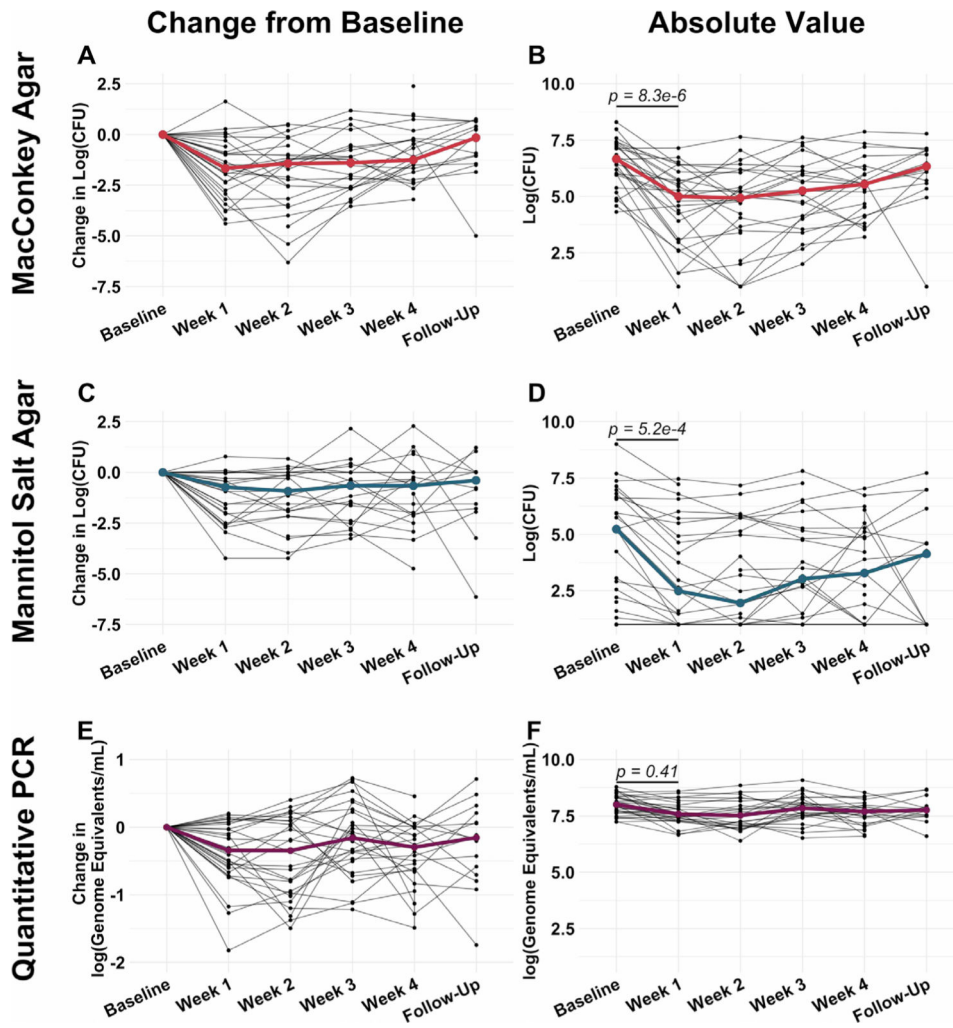 Change from Baseline
Absolute Value
MacConkey Agar
A
Change in Log(CFU)
2.5
0.0
-2.5
-5.0
-7.5
Baseline
Week 1
Week 2
Week 3
Week 4
Follow-Up
B
Log(CFU)
10.0
7.5
5.0
2.5
p = 8.3e-6
Baseline
Week 1
Week 2
Week 3
Week 4
Follow-Up
Mannitol Salt Agar
C
Change in Log(CFU)
2.5
0.0
-2.5
-5.0
-7.5
Baseline
Week 1
Week 2
Week 3
Week 4
Follow-Up
D
Log(CFU)
10.0
7.5
5.0
2.5
p = 5.2e-4
Baseline
Week 1
Week 2
Week 3
Week 4
Follow-Up
Quantitative PCR
E
Change in
log(Genome Equivalents/mL)
1
0
-1
-2
Baseline
Week 1
Week 2
Week 3
Week 4
Follow-Up
F
log(Genome Equivalents/mL)
10.0
7.5
5.0
2.5
p = 0.41
Baseline
Week 1
Week 2
Week 3
Week 4
Follow-Up